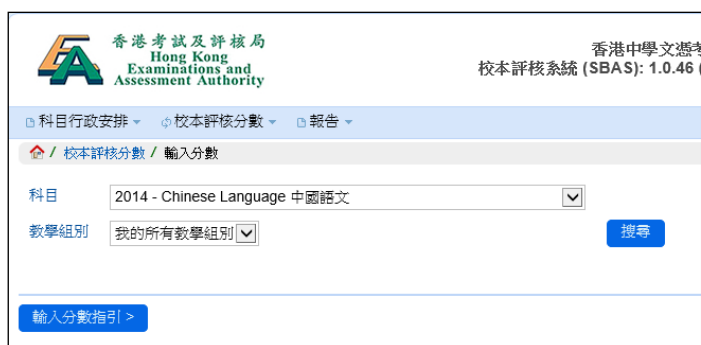 香港考試及評核局
Hong Kong
Examinations and
Assessment Authority
香港中學文憑考
校本評核系統 (SBAS): 1.0.46 (
科目行政安排 校本評核分數 報告
/ 校本評核分數 / 輸入分數
科目 2014 - Chinese Language 中國語文
教學組別 我的所有教學組別 搜尋
輸入分數指引 >